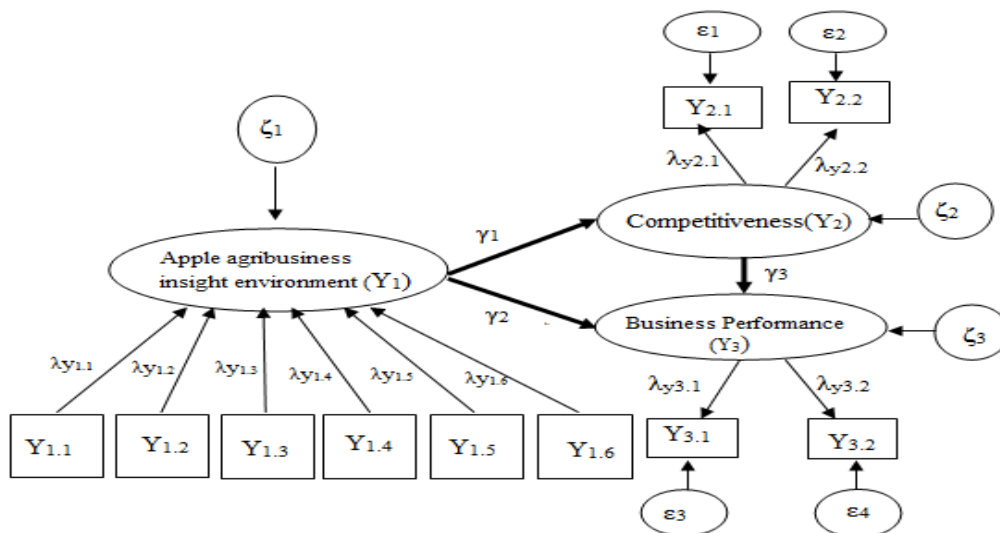 ε1
ε2
Y2.1
Y2.2
ζ1
λy2.1
λy2.2
Competitiveness(Y2)
ζ2
γ1
Apple agribusiness
insight environment (Y1)
γ3
γ2
Business Performance
(Y3)
ζ3
λy1.1
λy1.2
λy1.3
λy1.4
λy1.5
λy1.6
λy3.1
λy3.2
Y1.1
Y1.2
Y1.3
Y1.4
Y1.5
Y1.6
Y3.1
Y3.2
ε3
ε4